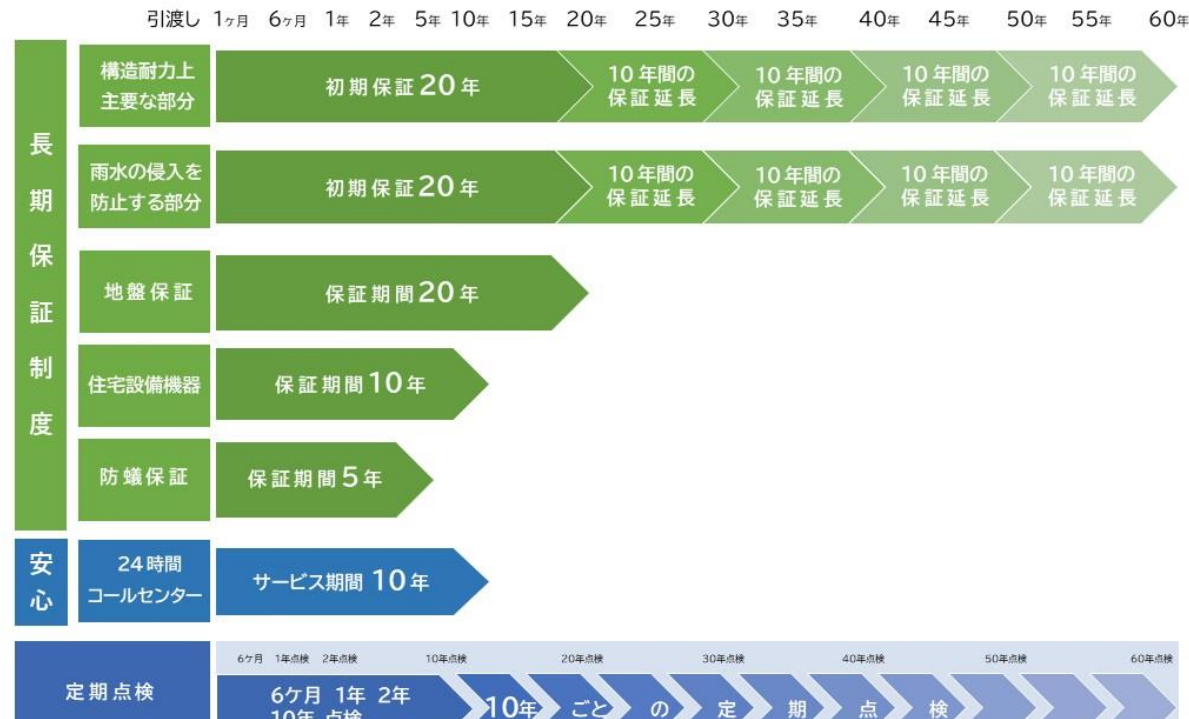 引渡し 1ヶ月 6ヶ月 1年 2年 5年 10年 15年 20年 25年 30年 35年 40年 45年 50年 55年 60年
長期保証制度
構造耐力上
主要な部分
初期保証20年
10年間の
保証延長
10年間の
保証延長
10年間の
保証延長
10年間の
保証延長
雨水の侵入を
防止する部分
初期保証20年
10年間の
保証延長
10年間の
保証延長
10年間の
保証延長
10年間の
保証延長
地盤保証
保証期間20年
住宅設備機器
保証期間10年
防蟻保証
保証期間5年
安心
24時間
コールセンター
サービス期間 10年
定期点検
6ケ月 1年点検 2年点検 10年点検 20年点検 30年点検 40年点検 50年点検 60年点検
6ケ月 1年 2年
10年 点検
10年ごとの定期点検